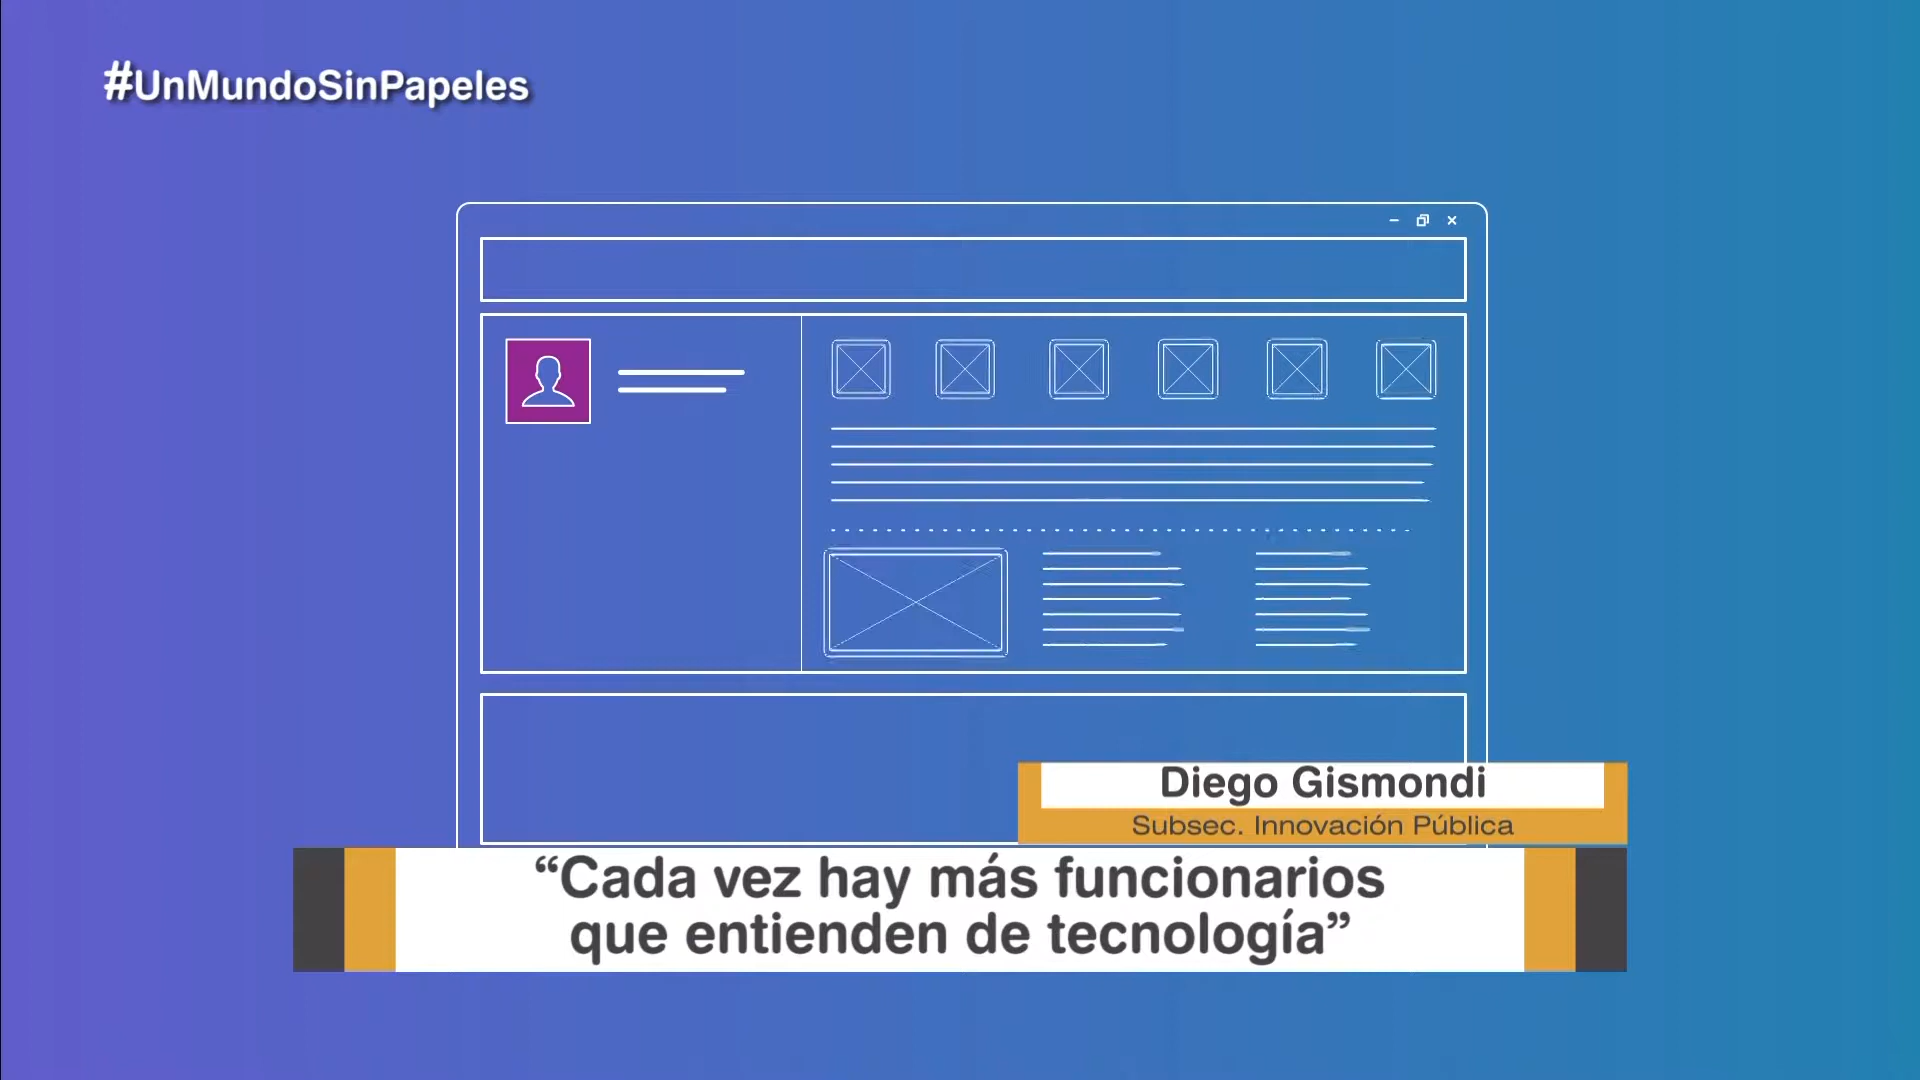 #UnMundoSinPapeles
Diego Gismondi
Subsec. Innovación Pública
“Cada vez hay más funcionarios
que entienden de tecnología”